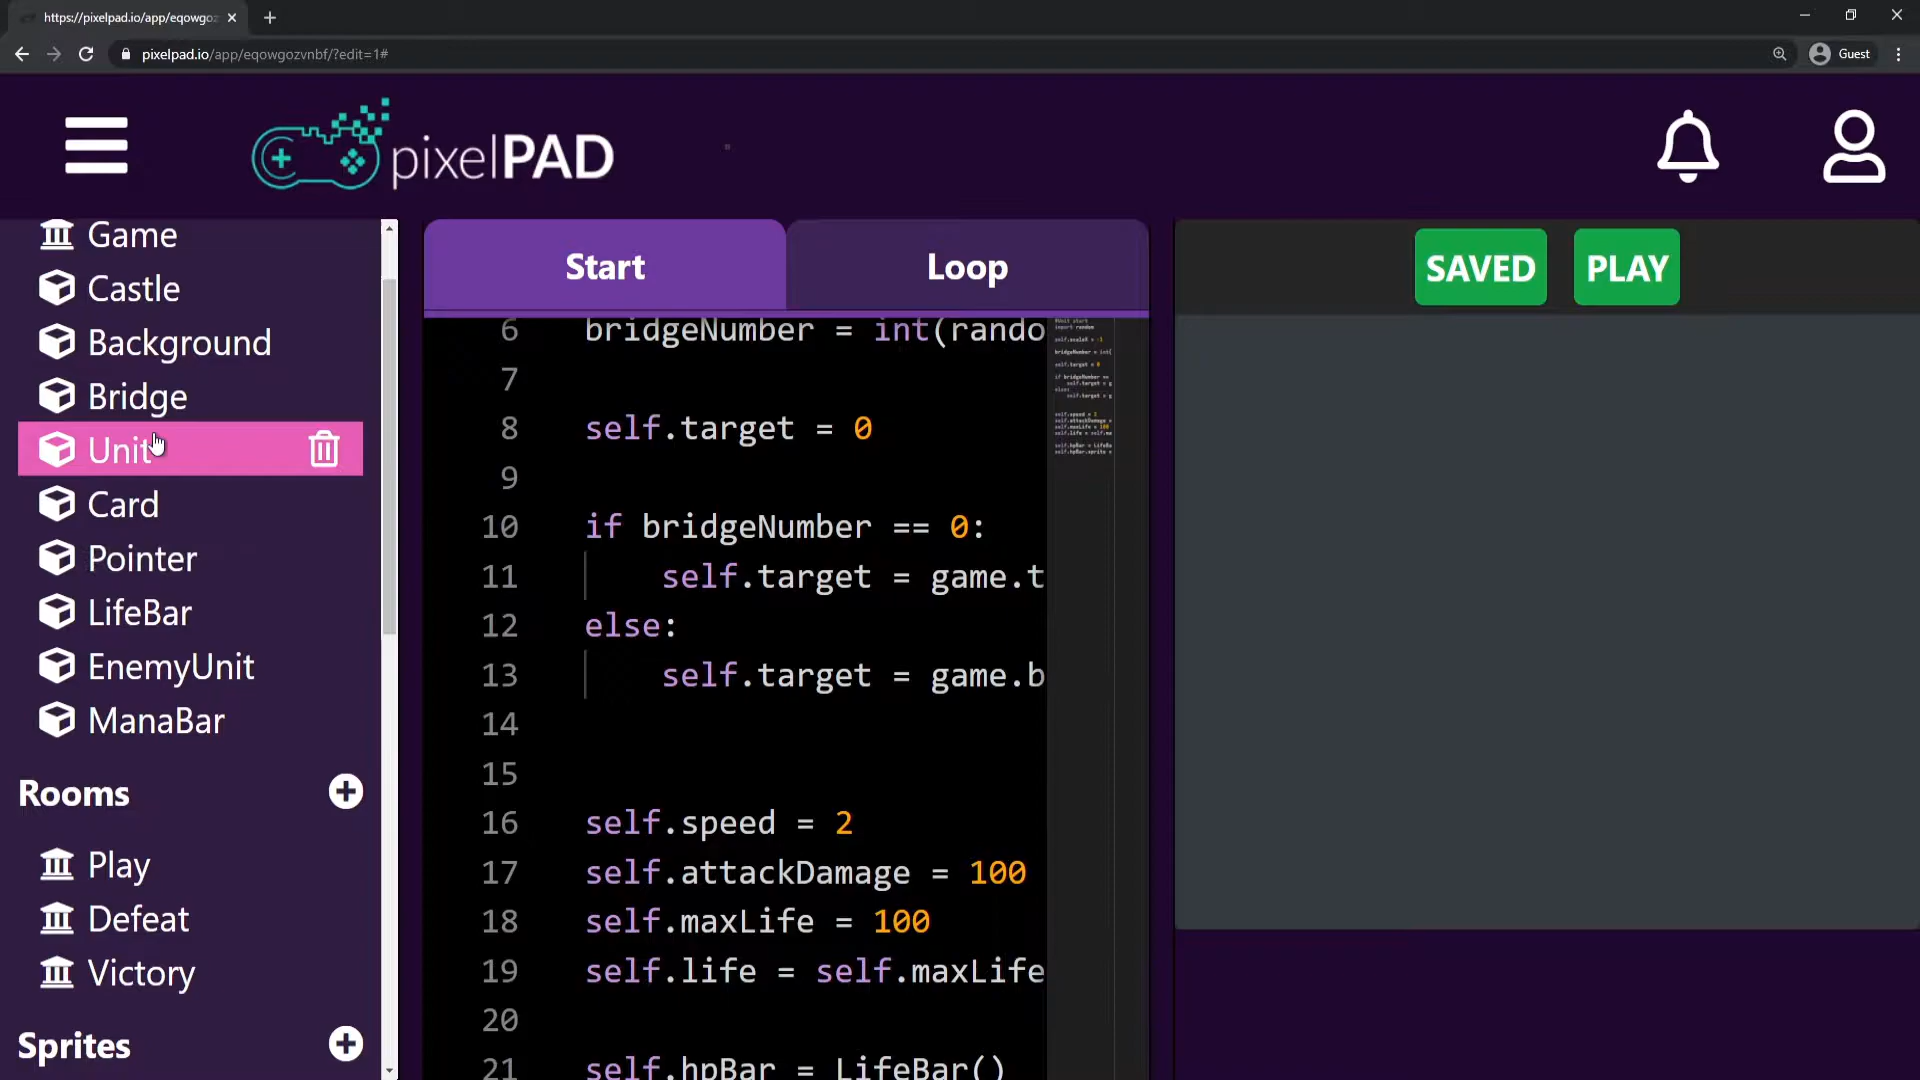 https://pixelpad.io/app/eqowgoz
pixelpad.io/app/eqowgozvnbf/?edit=1#
Guest
pixelPAD
Game
Castle
Background
Bridge
Unit
Card
Pointer
LifeBar
EnemyUnit
ManaBar
Rooms
Play
Defeat
Victory
Sprites
Start
Loop
SAVED
PLAY
6 bridgeNumber = int(rando
7
8 self.target = 0
9
10 if bridgeNumber == 0:
11 self.target = game.t
12 else:
13 self.target = game.b
14
15
16 self.speed = 2
17 self.attackDamage = 100
18 self.maxLife = 100
19 self.life = self.maxLife
20
21 self.hpBar = LifeBar()